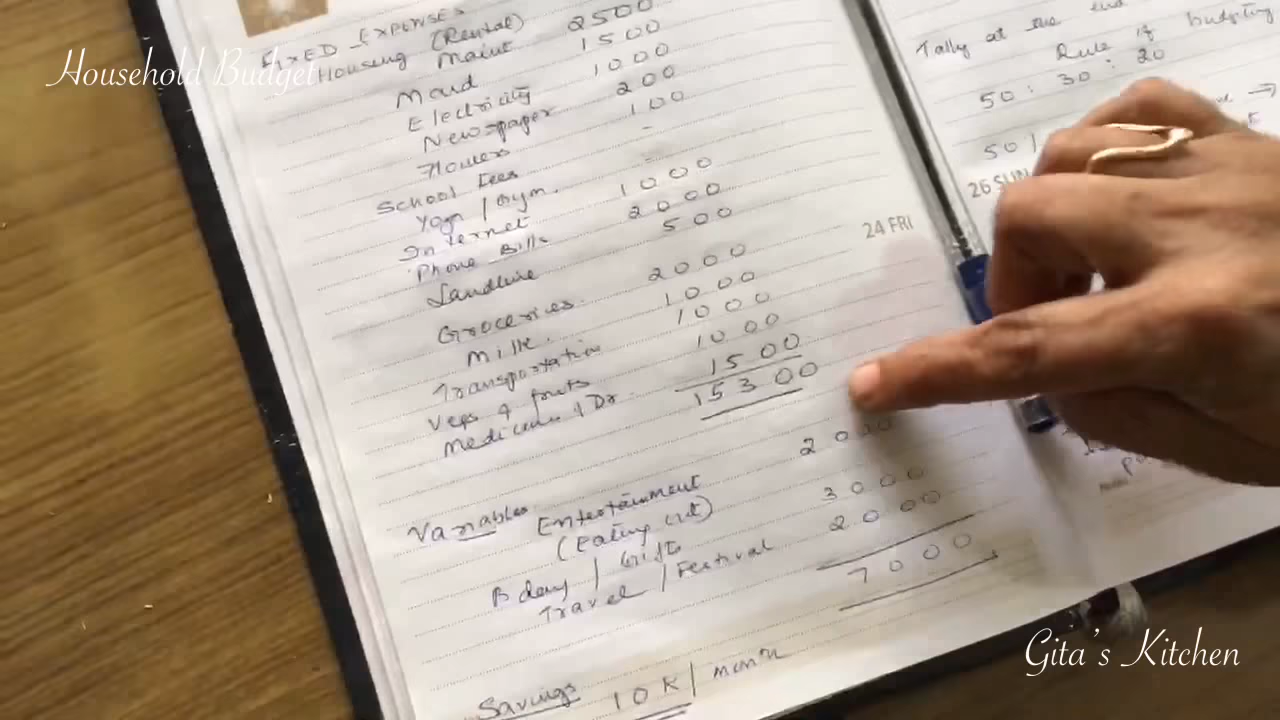 Household Budget
FIXED EXPENSES
Housing (Rental) Maint 2500
Maid 1500
Electricity 1000
Newspaper 200
Flowers 100
School fees -
Yoga / Gym.
Internet 1000
Phone Bills 2000
Landline 500
Groceries. 2000
Milk. 1000
Transportation 1000
Vegs & fruits 1000
Medicine & Dr 1500
15300
Variables Entertainment 2000
(Eating out)
B day / Gift 3000
Travel / Festival 2000
7000
Savings 10K / month
24 FRI
Tally at the end
Rule of budgeting
50 : 30 : 20
50
26 SUN
Gita's Kitchen